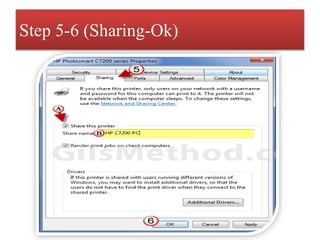 Step 5-6 (Sharing-Ok)
HP Photosmart C7200 series Properties
Security
Device Settings
About
General
Sharing
Ports
Advanced
Color Management
5
If you share this printer, only users on your network with a username and password for this computer can print to it. The printer will not be available when the computer sleeps. To change these settings, use the Network and Sharing Center.
A
Share this printer
Share name:
B
HP C7200-PC
Render print jobs on client computers
GilsMethod.c
Drivers
If this printer is shared with users running different versions of
Windows, you may want to install additional drivers, so that the
users do not have to find the print driver when they connect to
the shared printer.
Additional Drivers...
6
OK
Cancel
Apply